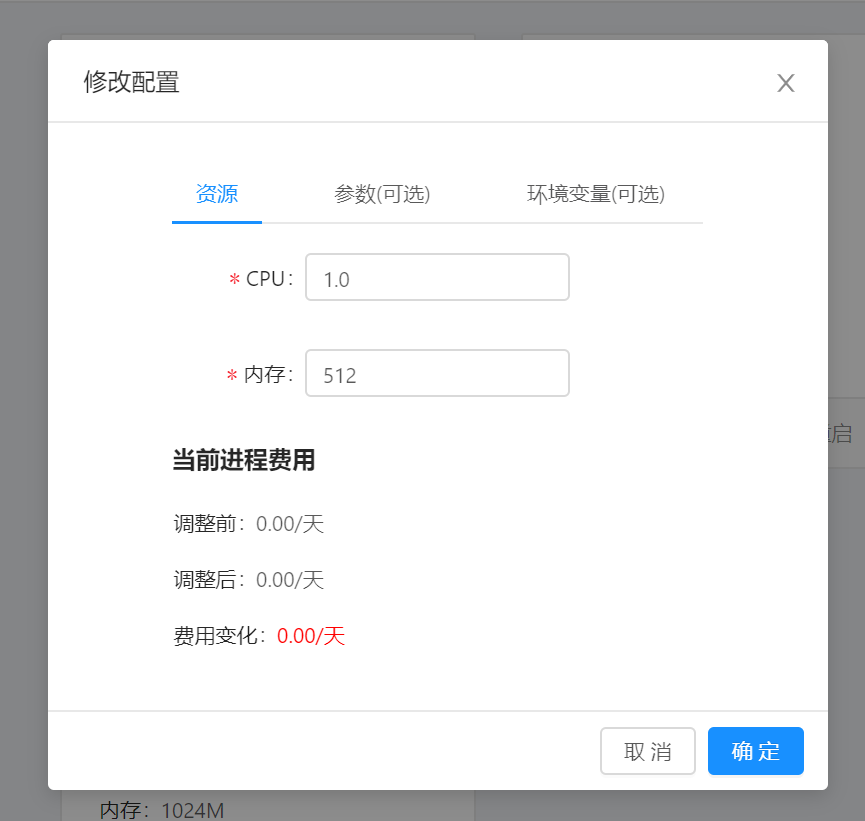 修改配置
资源 参数(可选) 环境变量(可选)
* CPU: 1.0
* 内存: 512
当前进程费用
调整前: 0.00/天
调整后: 0.00/天
费用变化: 0.00/天
启
取 消 确 定
内存: 1024M